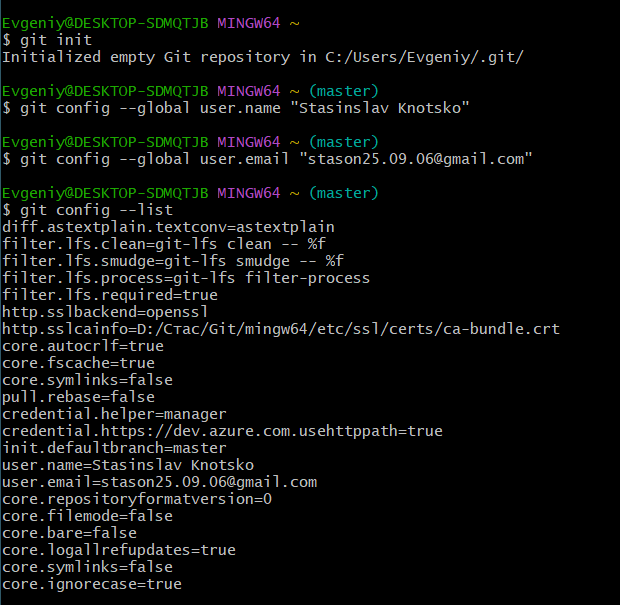 Evgeniy@DESKTOP-SDMQTJB MINGW64 ~
$ git init
Initialized empty Git repository in C:/Users/Evgeniy/.git/
Evgeniy@DESKTOP-SDMQTJB MINGW64 ~ (master)
$ git config --global user.name "Stasinslav Knotsko"
Evgeniy@DESKTOP-SDMQTJB MINGW64 ~ (master)
$ git config --global user.email "stason25.09.06@gmail.com"
Evgeniy@DESKTOP-SDMQTJB MINGW64 ~ (master)
$ git config --list
diff.astextplain.textconv=astextplain
filter.lfs.clean=git-lfs clean -- %f
filter.lfs.smudge=git-lfs smudge -- %f
filter.lfs.process=git-lfs filter-process
filter.lfs.required=true
http.sslbackend=openssl
http.sslcainfo=D:/Стас/Git/mingw64/etc/ssl/certs/ca-bundle.crt
core.autocrlf=true
core.fscache=true
core.symlinks=false
pull.rebase=false
credential.helper=manager
credential.https://dev.azure.com.usehttppath=true
init.defaultbranch=master
user.name=Stasinslav Knotsko
user.email=stason25.09.06@gmail.com
core.repositoryformatversion=0
core.filemode=false
core.bare=false
core.logallrefupdates=true
core.symlinks=false
core.ignorecase=true